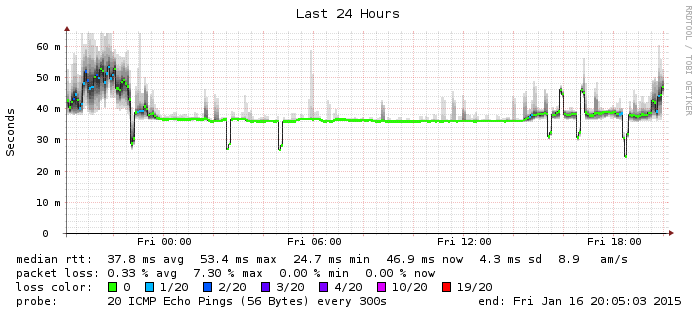 Last 24 Hours
RRDTOOL / TOBI OETIKER
Seconds
60 m
50 m
40 m
30 m
20 m
10 m
0
Fri 00:00 Fri 06:00 Fri 12:00 Fri 18:00
median rtt: 37.8 ms avg 53.4 ms max 24.7 ms min 46.9 ms now 4.3 ms sd 8.9 am/s
packet loss: 0.33 % avg 7.30 % max 0.00 % min 0.00 % now
loss color: 0 1/20 2/20 3/20 4/20 10/20 19/20
probe: 20 ICMP Echo Pings (56 Bytes) every 300s end: Fri Jan 16 20:05:03 2015